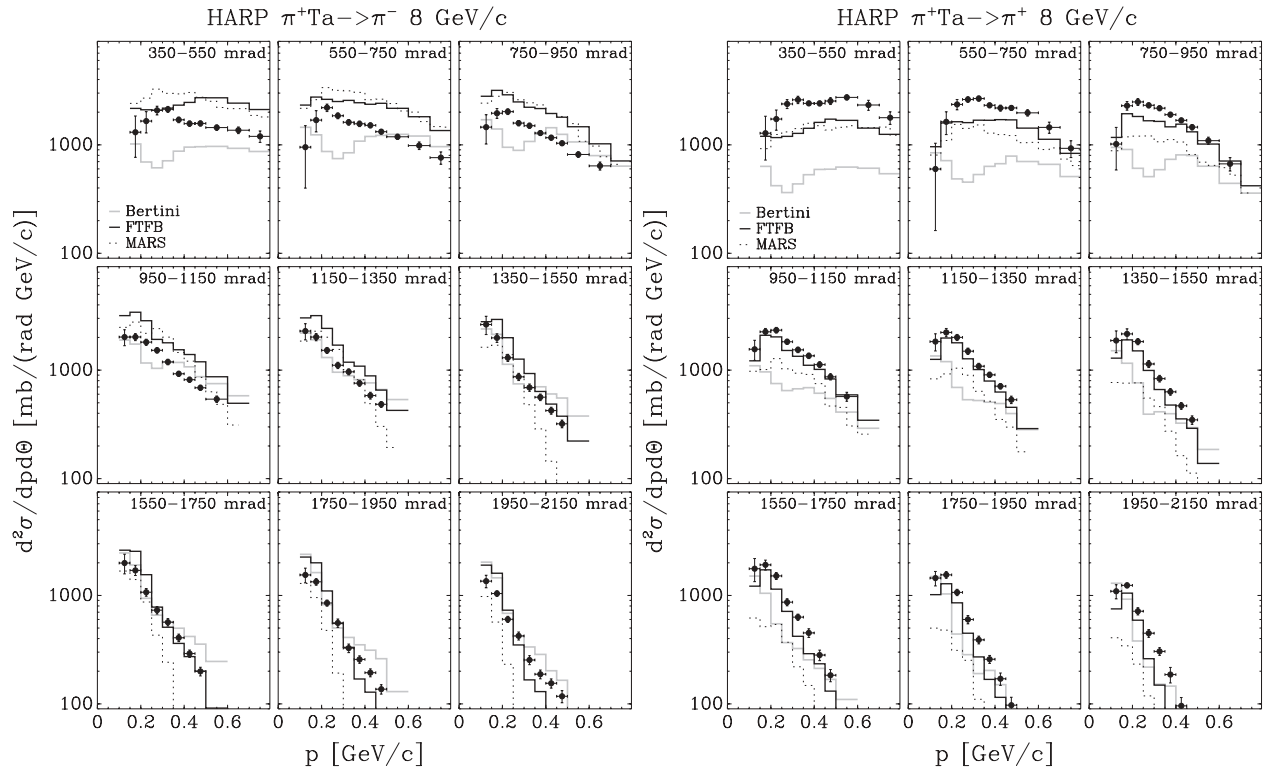 HARP π⁺Ta->π⁻ 8 GeV/c
d²σ/dpdΘ [mb/(rad GeV/c)]
350-550 mrad
550-750 mrad
750-950 mrad
1000
Bertini
FTFB
MARS
100
950-1150 mrad
1150-1350 mrad
1350-1550 mrad
1000
100
1550-1750 mrad
1750-1950 mrad
1950-2150 mrad
1000
100
0 0.2 0.4 0.6 0 0.2 0.4 0.6 0 0.2 0.4 0.6
p [GeV/c]
HARP π⁺Ta->π⁺ 8 GeV/c
d²σ/dpdΘ [mb/(rad GeV/c)]
350-550 mrad
550-750 mrad
750-950 mrad
1000
Bertini
FTFB
MARS
100
950-1150 mrad
1150-1350 mrad
1350-1550 mrad
1000
100
1550-1750 mrad
1750-1950 mrad
1950-2150 mrad
1000
100
0 0.2 0.4 0.6 0 0.2 0.4 0.6 0 0.2 0.4 0.6
p [GeV/c]